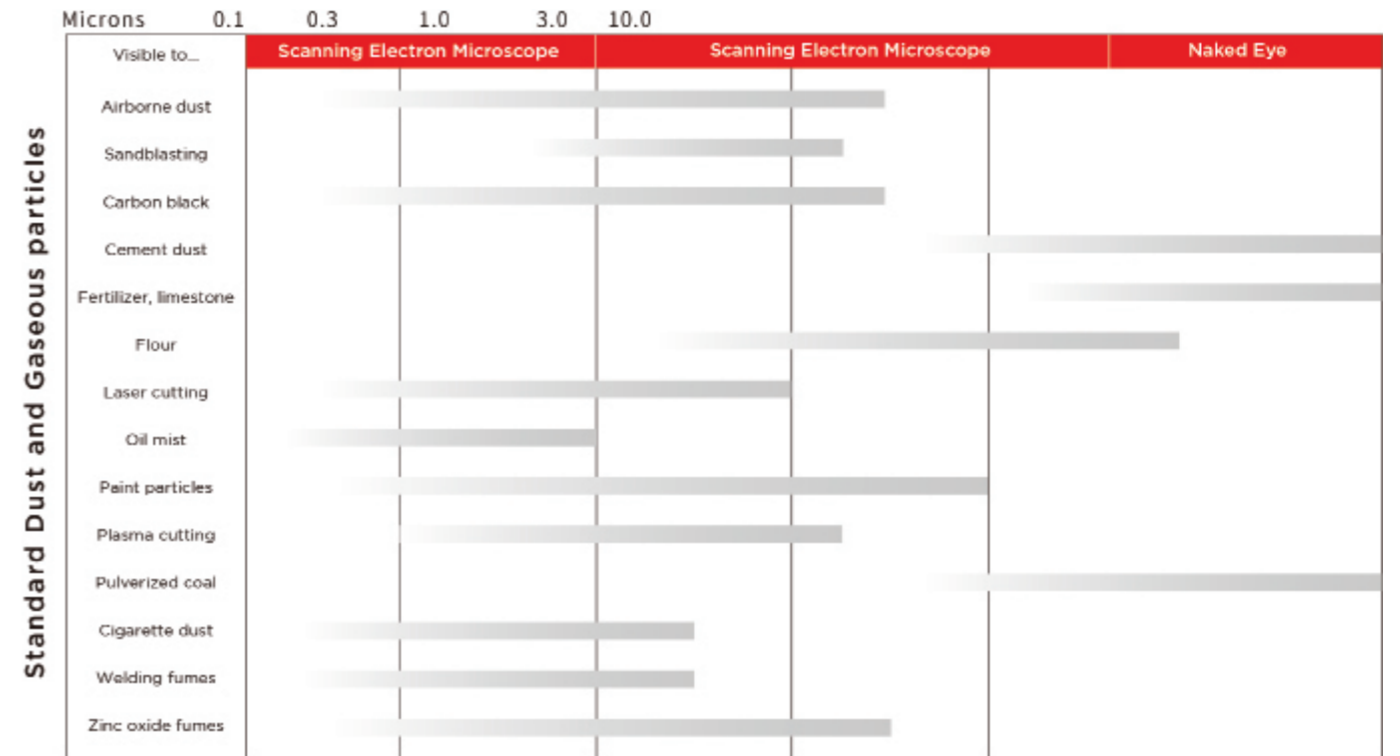 Microns 0.1 0.3 1.0 3.0 10.0
Visible to... Scanning Electron Microscope Scanning Electron Microscope Naked Eye
Standard Dust and Gaseous particles
Airborne dust
Sandblasting
Carbon black
Cement dust
Fertilizer, limestone
Flour
Laser cutting
Oil mist
Paint particles
Plasma cutting
Pulverized coal
Cigarette dust
Welding fumes
Zinc oxide fumes